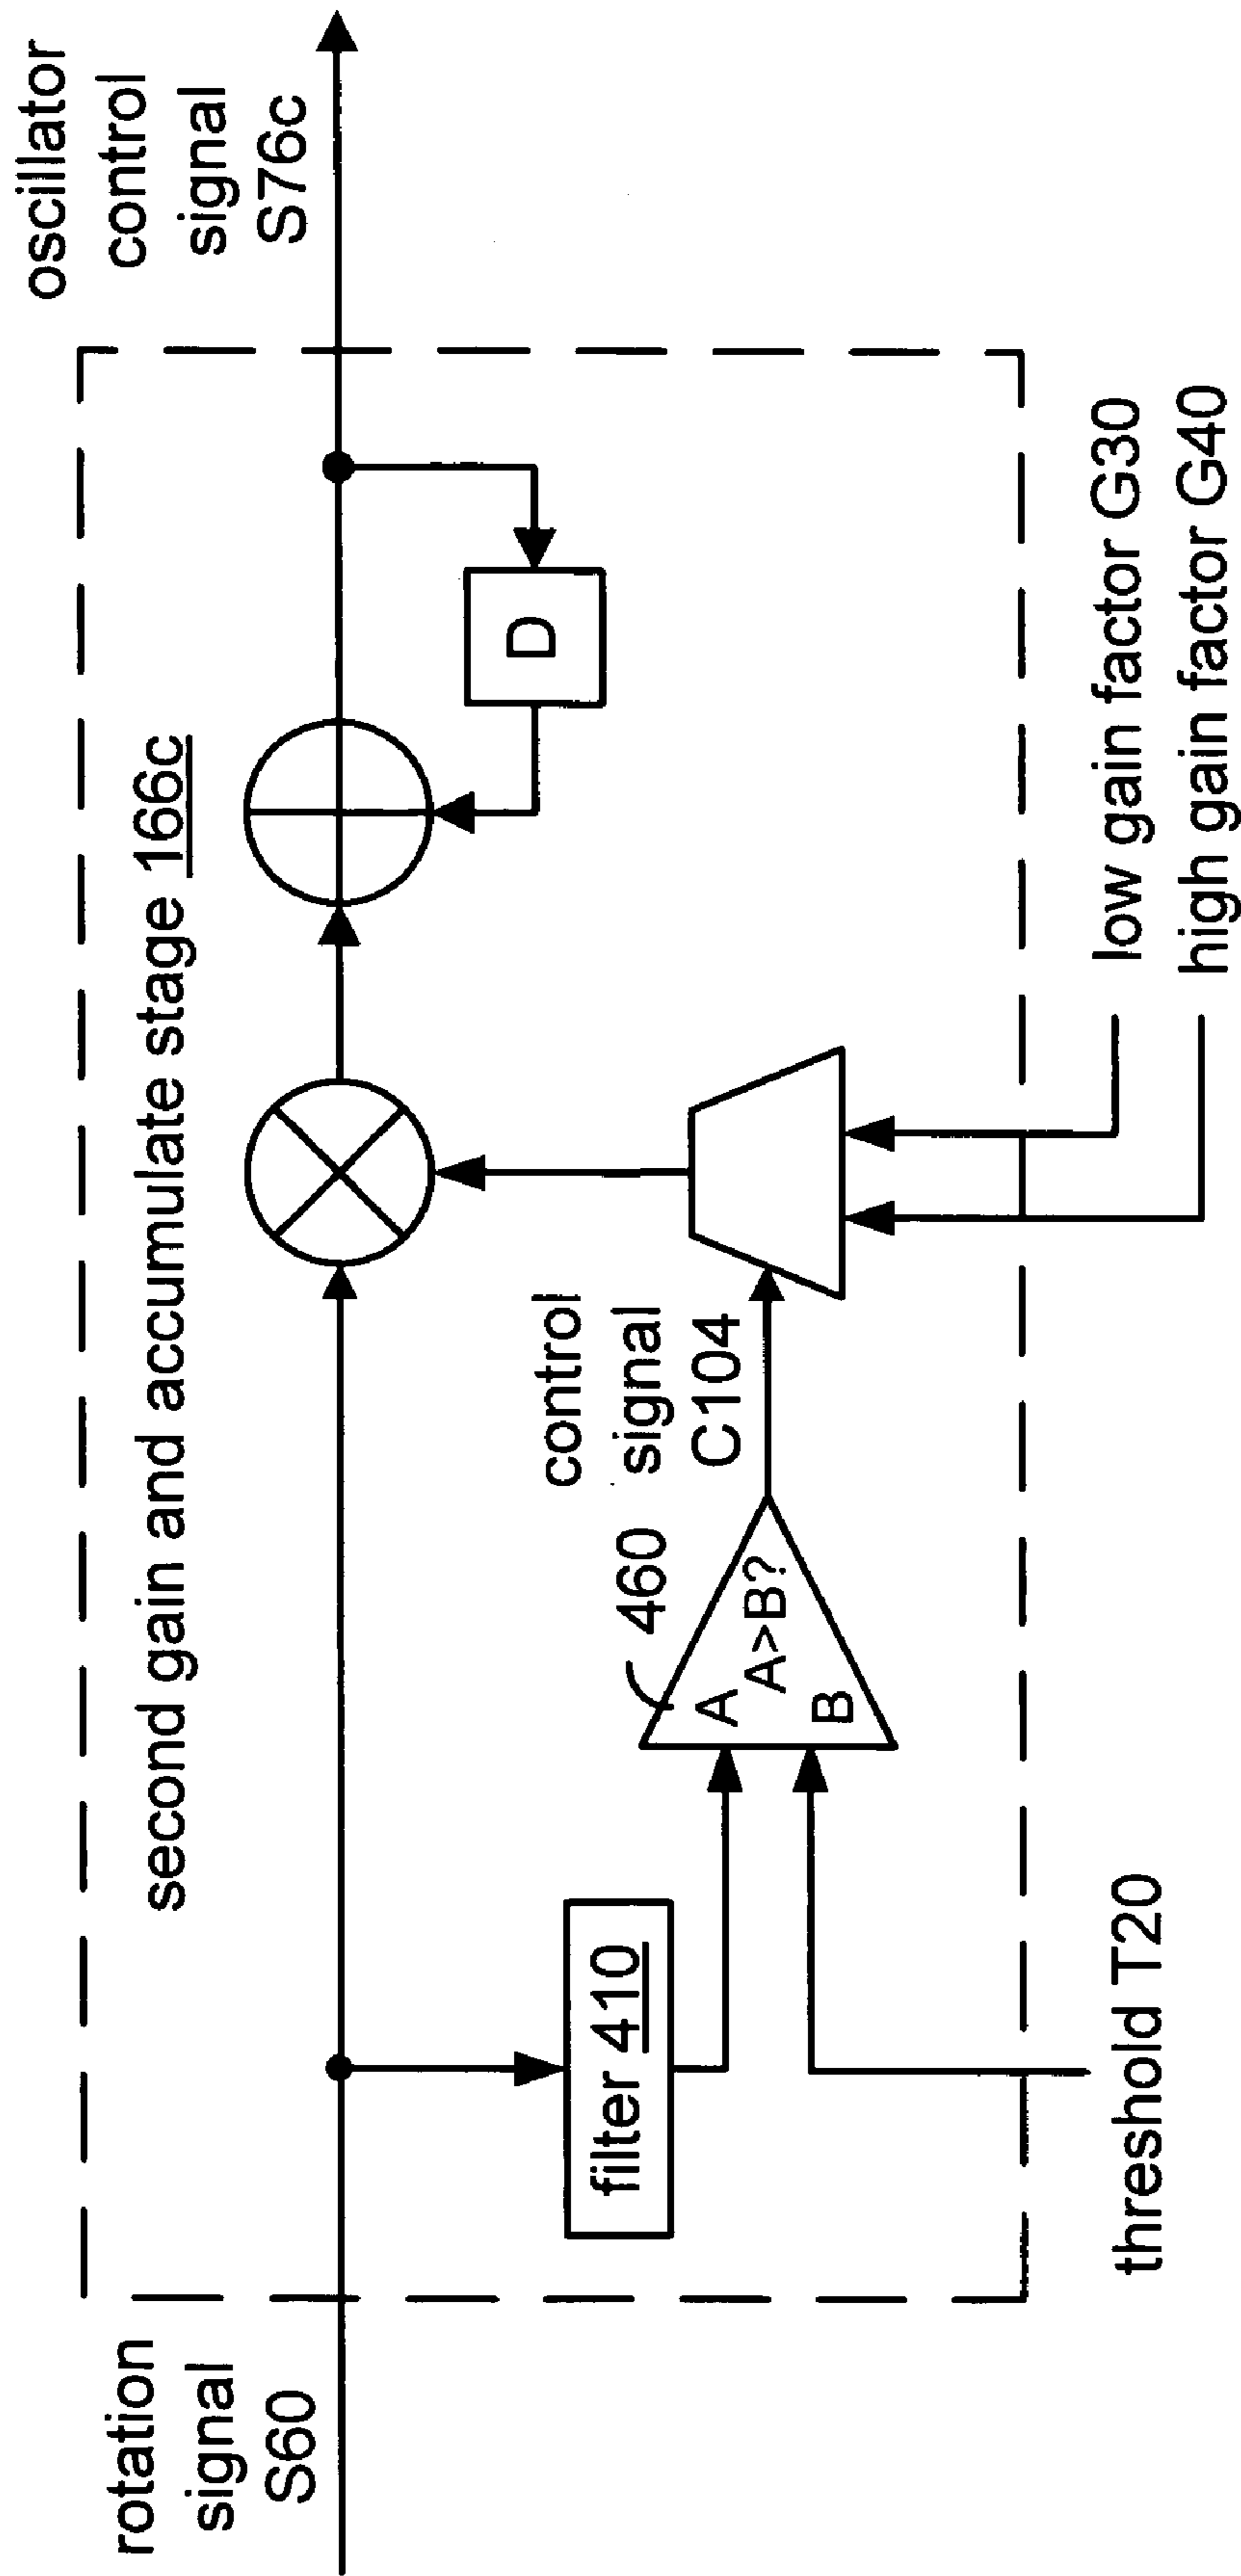 rotation
signal
S60
second gain and accumulate stage 166c
oscillator
control
signal
S76c
filter 410
460
A
A>B?
B
control
signal
C104
D
threshold T20
low gain factor G30
high gain factor G40